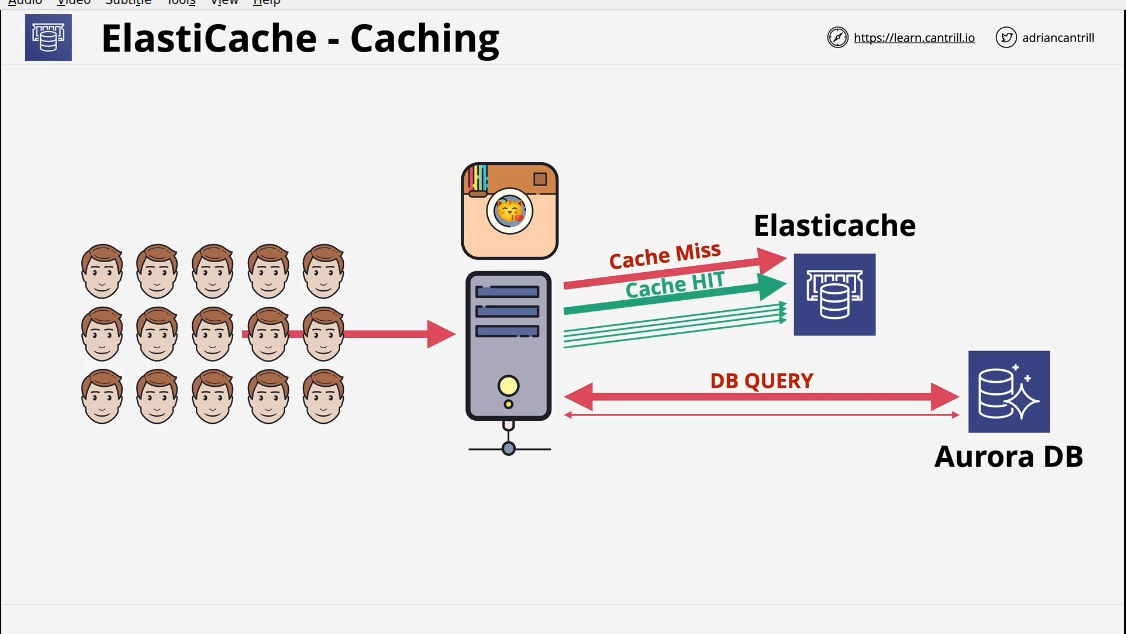 Audio Video Subtitle Tools View Help
ElastiCache - Caching
https://learn.cantrill.io
adriancantrill
Elasticache
Cache Miss
Cache HIT
DB QUERY
Aurora DB